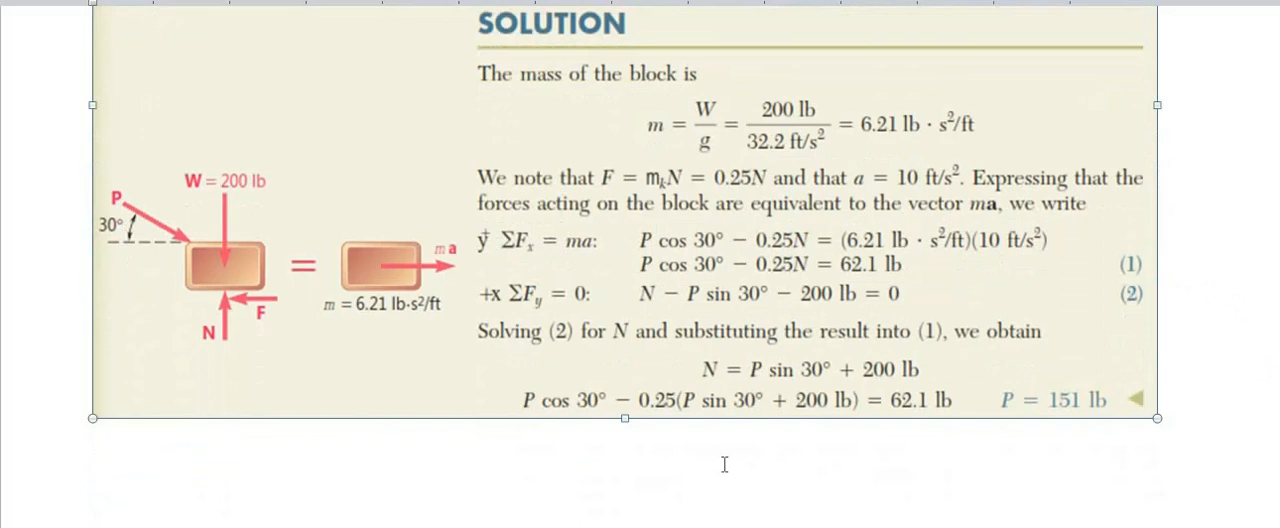 SOLUTION
The mass of the block is
m = W/g = 200 lb/32.2 ft/s² = 6.21 lb · s²/ft
We note that F = mₖN = 0.25N and that a = 10 ft/s². Expressing that the
forces acting on the block are equivalent to the vector ma, we write
ẏ⁺ ΣFₓ = ma: P cos 30° − 0.25N = (6.21 lb · s²/ft)(10 ft/s²)
P cos 30° − 0.25N = 62.1 lb (1)
+x ΣFᵧ = 0: N − P sin 30° − 200 lb = 0 (2)
Solving (2) for N and substituting the result into (1), we obtain
N = P sin 30° + 200 lb
P cos 30° − 0.25(P sin 30° + 200 lb) = 62.1 lb P = 151 lb
W = 200 lb
P
30°
=
ma
F
m = 6.21 lb·s²/ft
N